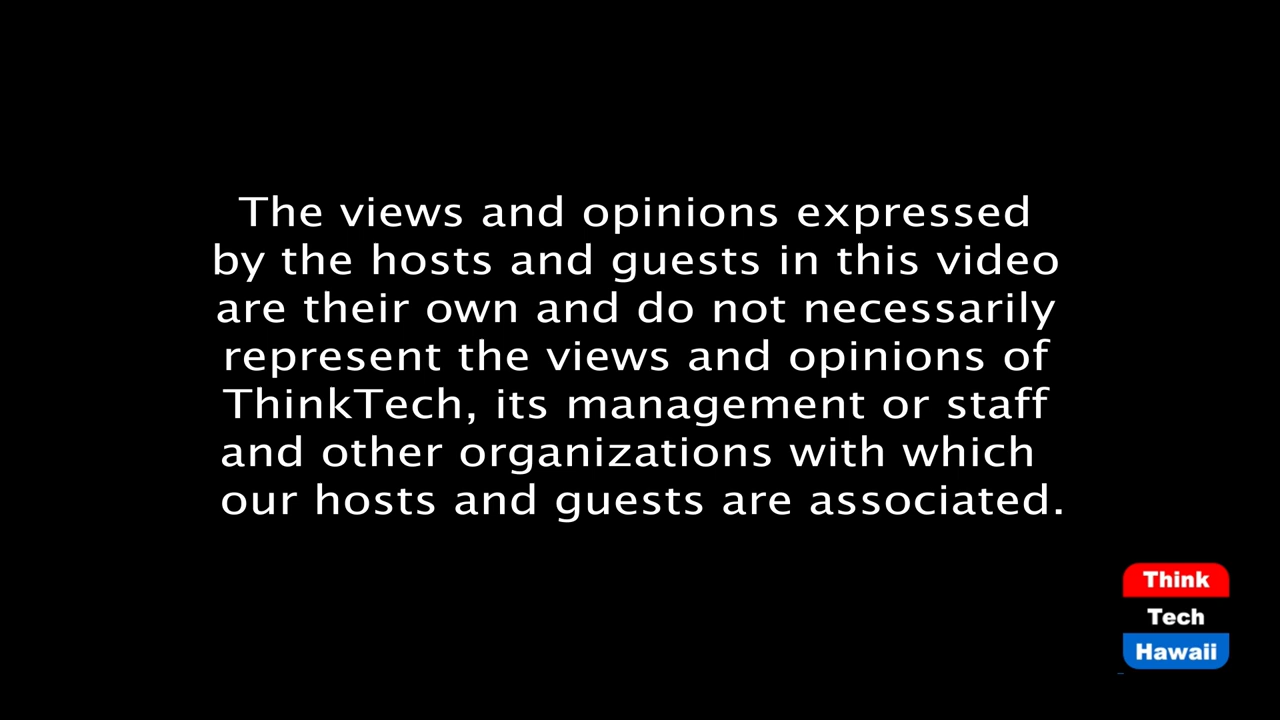 The views and opinions expressed
by the hosts and guests in this video
are their own and do not necessarily
represent the views and opinions of
ThinkTech, its management or staff
and other organizations with which
our hosts and guests are associated.
Think
Tech
Hawaii